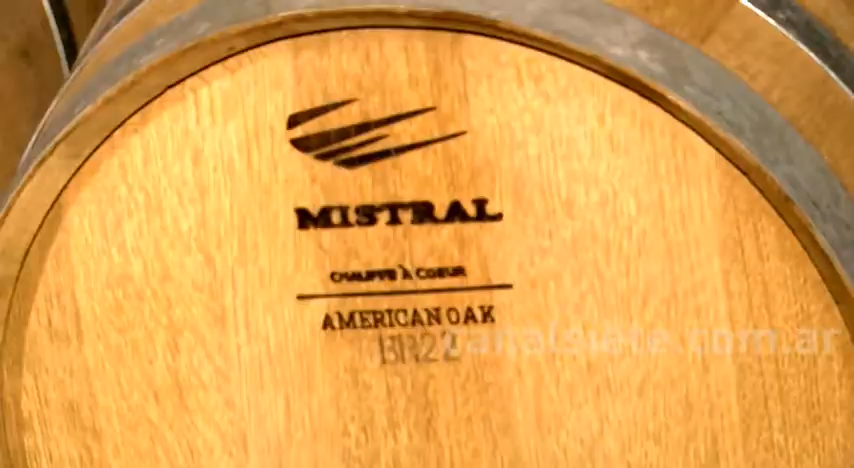 MISTRAL
CHAUFFE À COEUR
AMERICAN OAK
BR22
canalsiete.com.ar